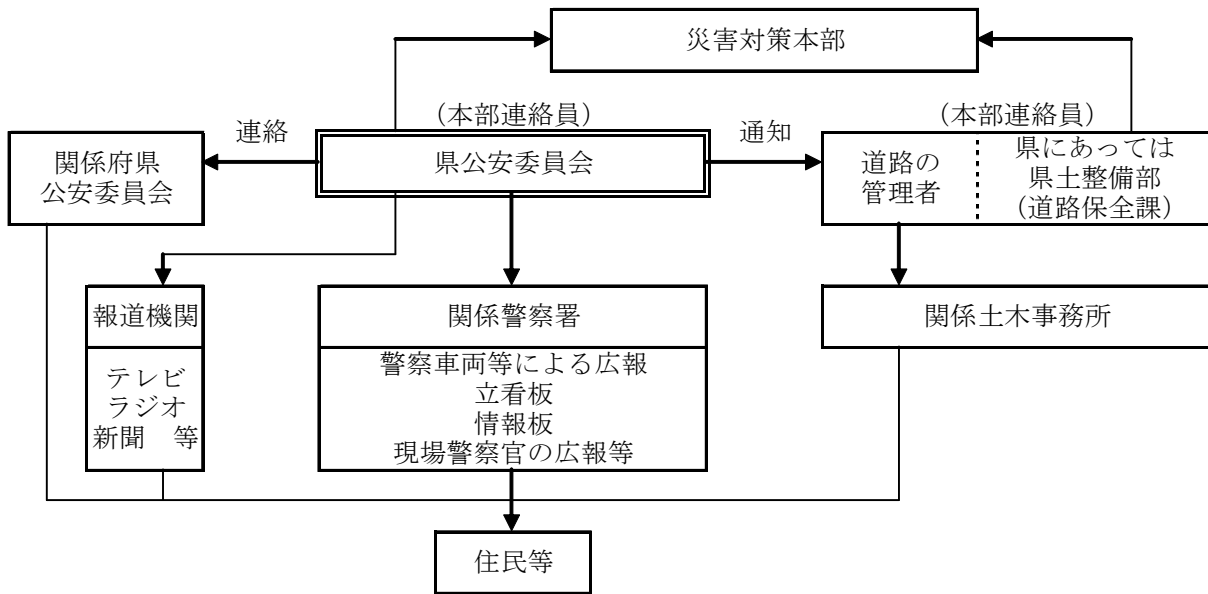 災害対策本部
(本部連絡員)
(本部連絡員)
連絡
通知
関係府県
公安委員会
県公安委員会
道路の
管理者
県にあっては
県土整備部
(道路保全課)
報道機関
テレビ
ラジオ
新聞　等
関係警察署
警察車両等による広報
立看板
情報板
現場警察官の広報等
関係土木事務所
住民等